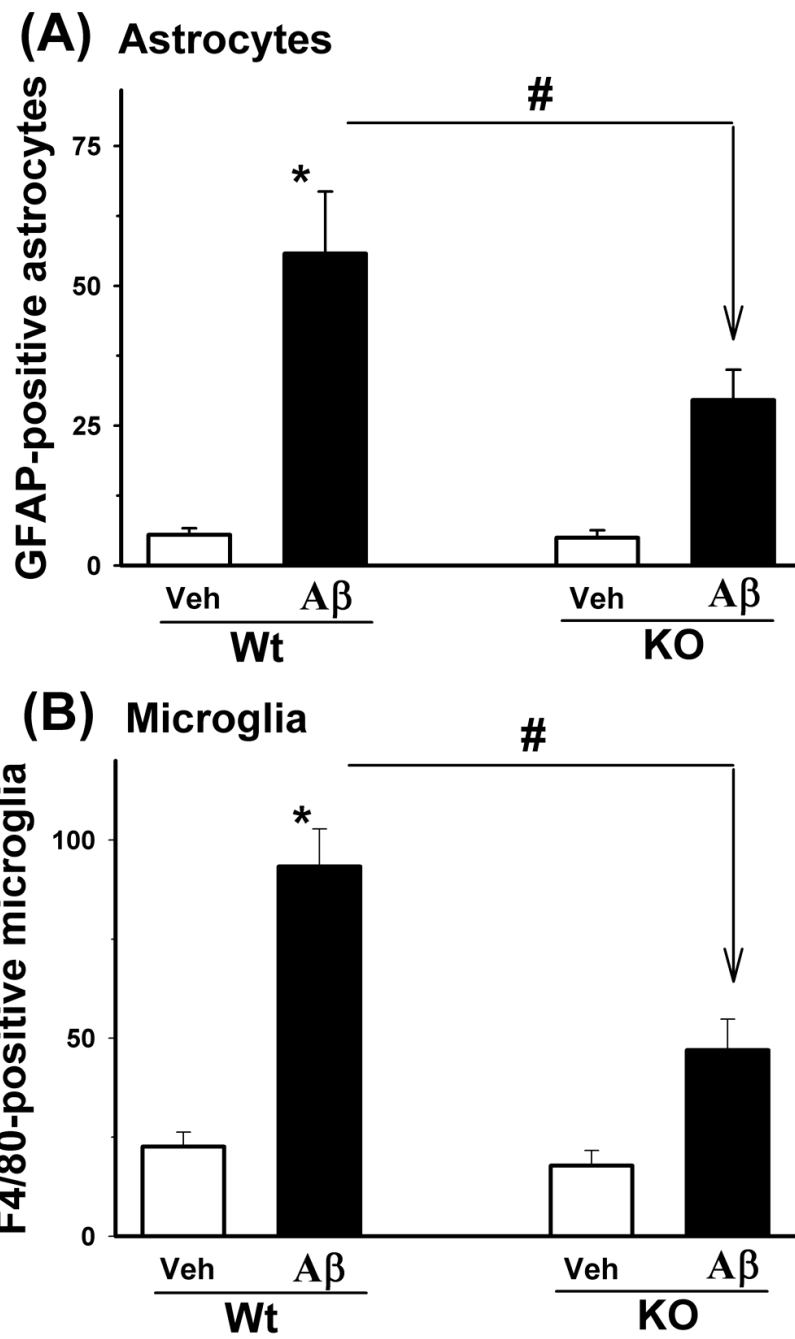 (A) Astrocytes
GFAP-positive astrocytes
#
75
*
50
25
0
Veh Aβ Veh Aβ
Wt KO
(B) Microglia
F4/80-positive microglia
#
*
100
50
0
Veh Aβ Veh Aβ
Wt KO